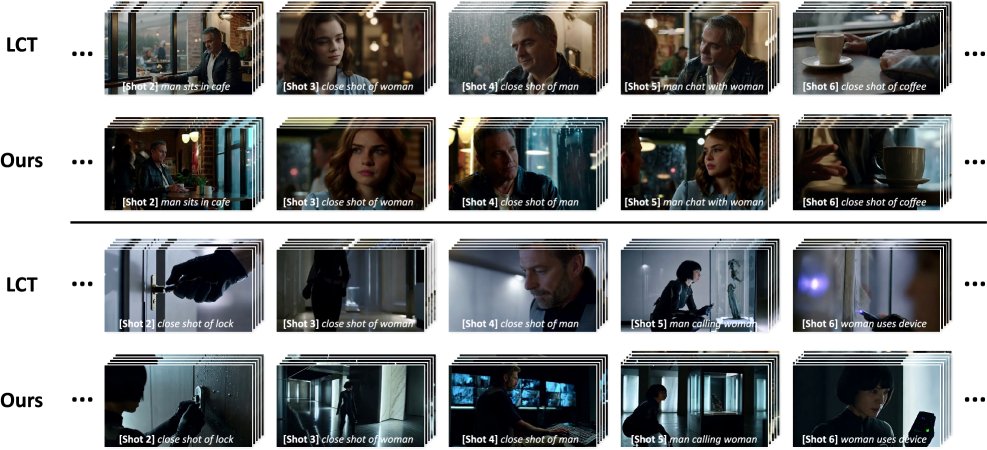 LCT
...
[Shot 2] man sits in cafe
[Shot 3] close shot of woman
[Shot 4] close shot of man
[Shot 5] man chat with woman
[Shot 6] close shot of coffee
...
Ours
...
[Shot 2] man sits in cafe
[Shot 3] close shot of woman
[Shot 4] close shot of man
[Shot 5] man chat with woman
[Shot 6] close shot of coffee
...
LCT
...
[Shot 2] close shot of lock
[Shot 3] close shot of woman
[Shot 4] close shot of man
[Shot 5] man calling woman
[Shot 6] woman uses device
...
Ours
...
[Shot 2] close shot of lock
[Shot 3] close shot of woman
[Shot 4] close shot of man
[Shot 5] man calling woman
[Shot 6] woman uses device
...